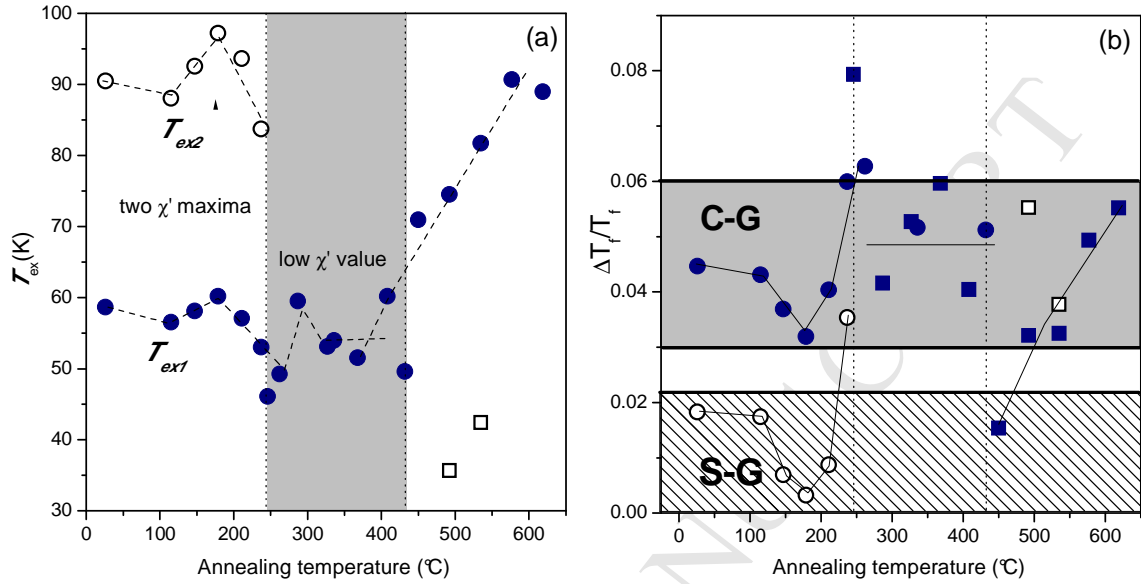 (a)
100
90
80
70
60
50
40
30
T_ex(K)
T_ex2
two χ' maxima
low χ' value
T_ex1
0 100 200 300 400 500 600
Annealing temperature (°C)
(b)
0.08
0.06
0.04
0.02
0.00
ΔT_f/T_f
C-G
S-G
0 100 200 300 400 500 600
Annealing temperature (°C)